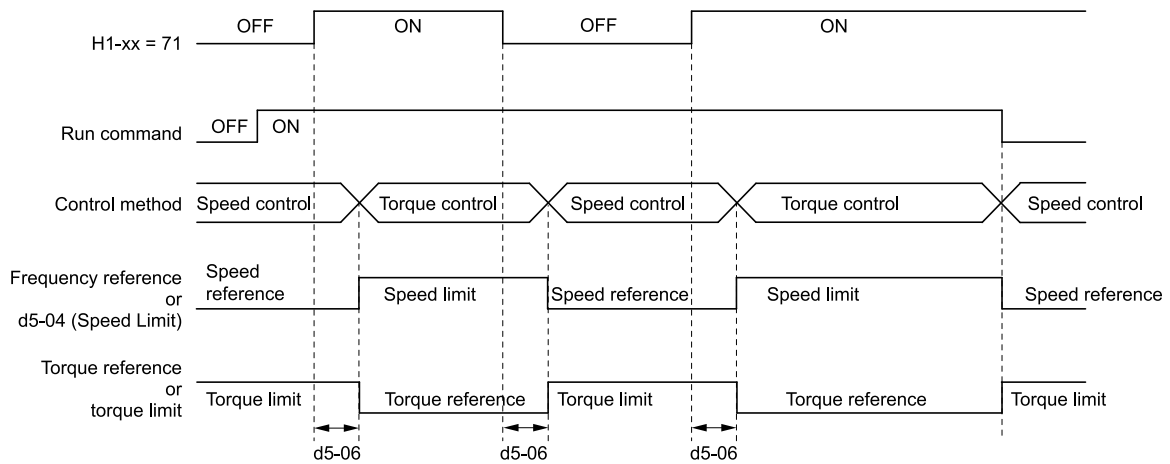 H1-xx = 71
OFF
ON
OFF
ON
Run command
OFF
ON
Control method
Speed control
Torque control
Speed control
Torque control
Speed control
Frequency reference
or
d5-04 (Speed Limit)
Speed
reference
Speed limit
Speed reference
Speed limit
Speed reference
Torque reference
or
torque limit
Torque limit
Torque reference
Torque limit
Torque reference
Torque limit
d5-06
d5-06
d5-06